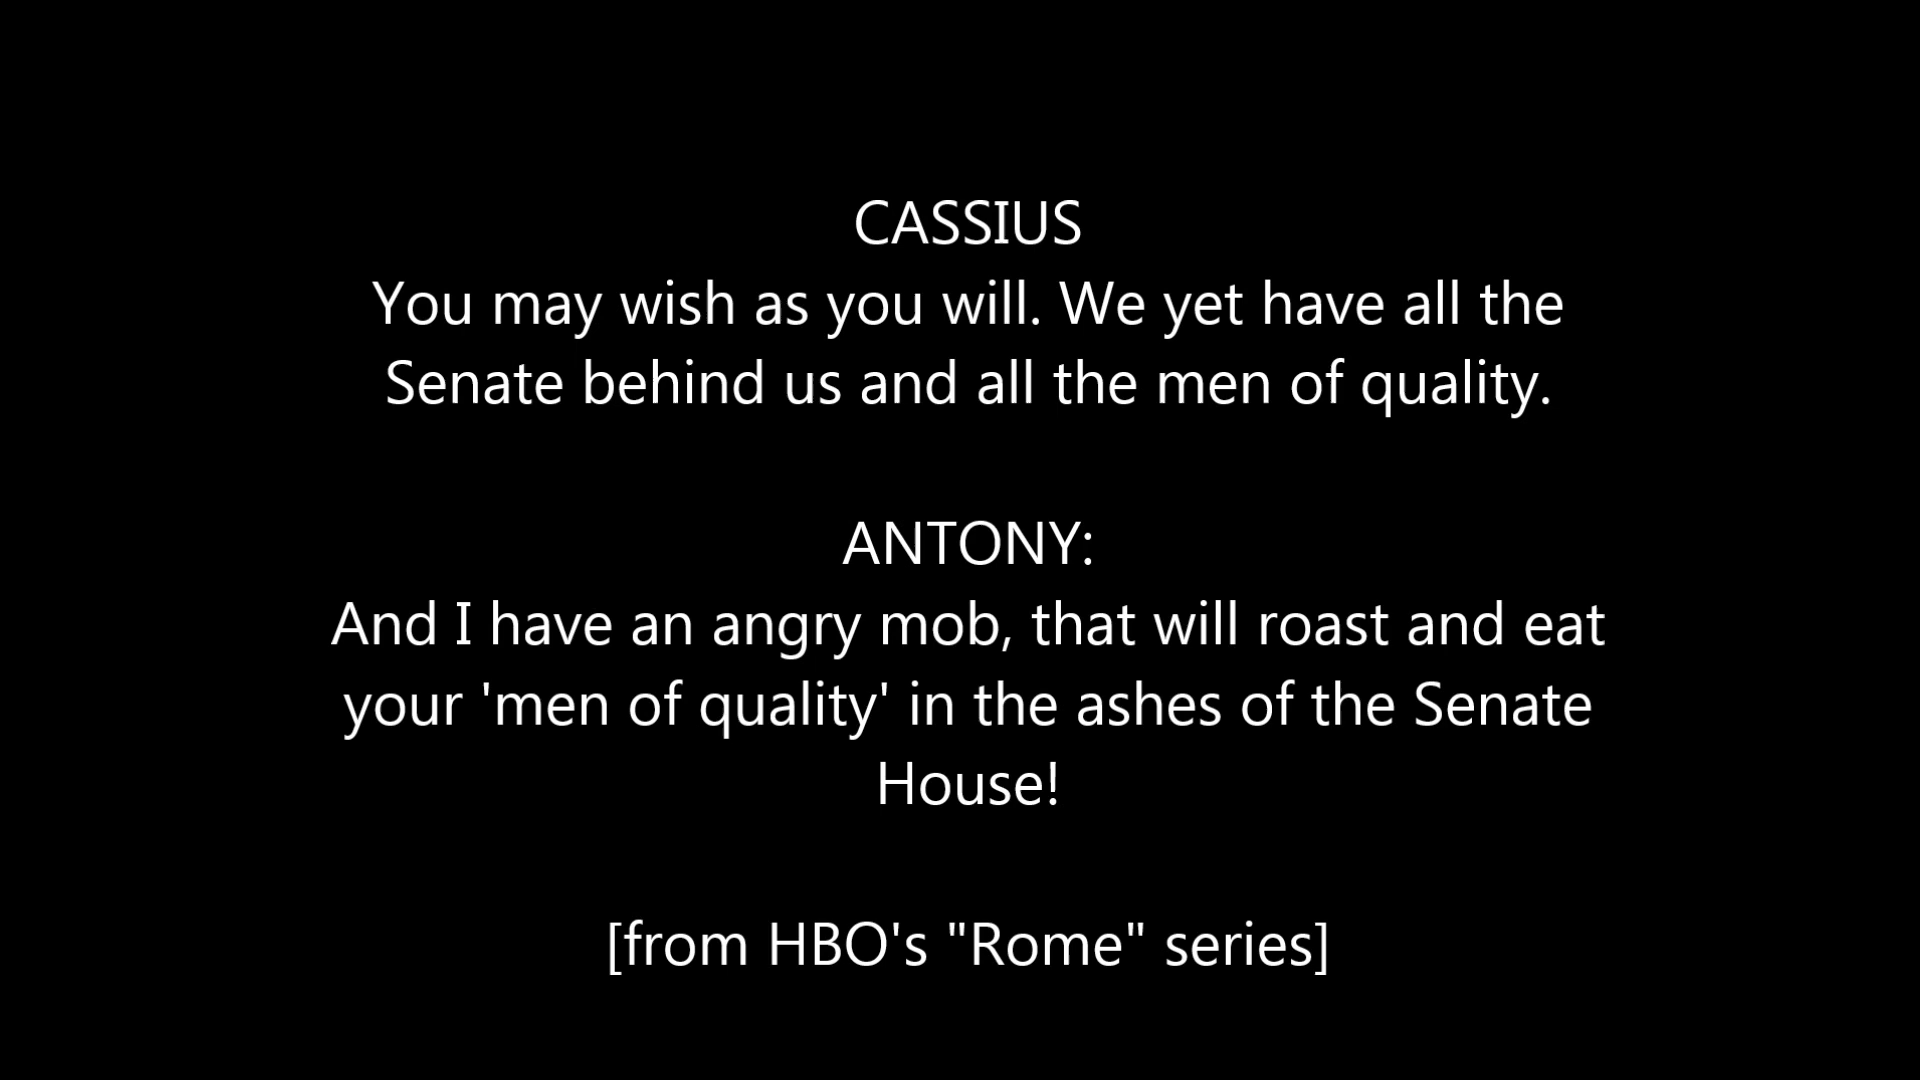 CASSIUS
You may wish as you will. We yet have all the
Senate behind us and all the men of quality.
ANTONY:
And I have an angry mob, that will roast and eat
your 'men of quality' in the ashes of the Senate
House!
[from HBO's "Rome" series]